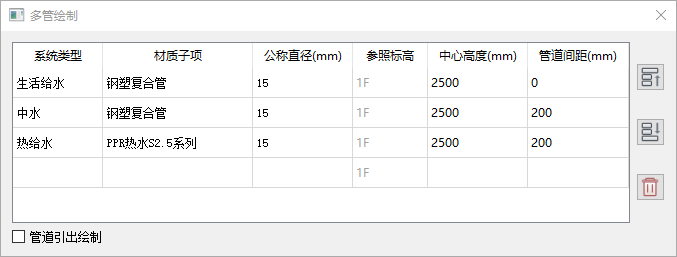 多管绘制
系统类型 材质子项 公称直径(mm) 参照标高 中心高度(mm) 管道间距(mm)
生活给水 钢塑复合管 15 1F 2500 0
中水 钢塑复合管 15 1F 2500 200
热给水 PPR热水S2.5系列 15 1F 2500 200
1F
管道引出绘制